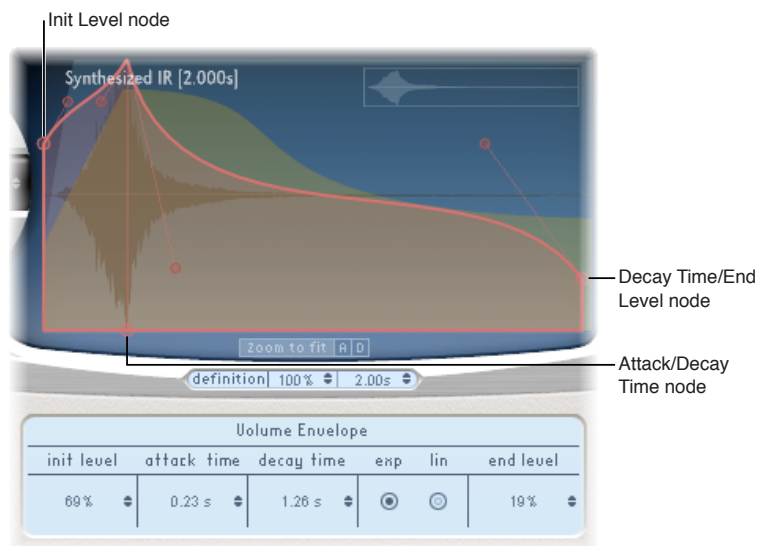 Init Level node
Synthesized IR [2.000s]
Decay Time/End
Level node
Zoom to fit A D
Attack/Decay
Time node
definition 100% 2.00s
Volume Envelope
init level attack time decay time exp lin end level
69% 0.23 s 1.26 s 19%